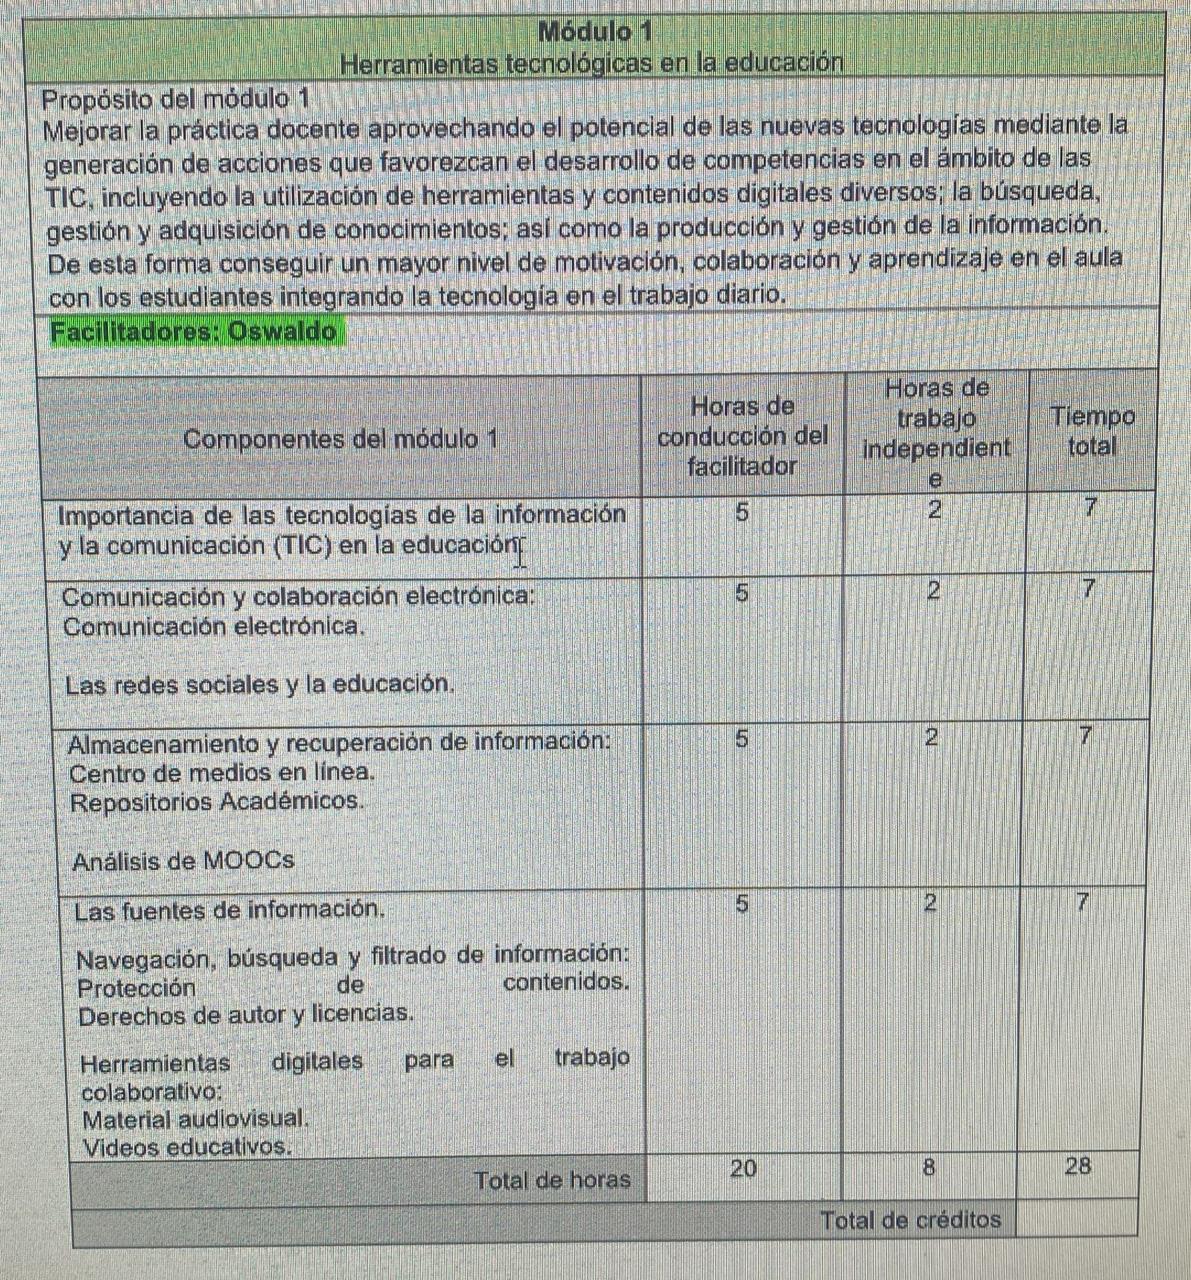 Módulo 1
Herramientas tecnológicas en la educación
Propósito del módulo 1
Mejorar la práctica docente aprovechando el potencial de las nuevas tecnologías mediante la
generación de acciones que favorezcan el desarrollo de competencias en el ámbito de las
TIC, incluyendo la utilización de herramientas y contenidos digitales diversos; la búsqueda,
gestión y adquisición de conocimientos; así como la producción y gestión de la información.
De esta forma conseguir un mayor nivel de motivación, colaboración y aprendizaje en el aula
con los estudiantes integrando la tecnología en el trabajo diario.
Facilitadores: Oswaldo
Componentes del módulo 1
Horas de
conducción del
facilitador
Horas de
trabajo
independient
e
Tiempo
total
Importancia de las tecnologías de la información
y la comunicación (TIC) en la educación
5
2
7
Comunicación y colaboración electrónica:
Comunicación electrónica.
Las redes sociales y la educación.
5
2
7
Almacenamiento y recuperación de información:
Centro de medios en línea.
Repositorios Académicos.
Análisis de MOOCs
5
2
7
Las fuentes de información.
Navegación, búsqueda y filtrado de información:
Protección de contenidos.
Derechos de autor y licencias.
Herramientas digitales para el trabajo
colaborativo:
Material audiovisual.
Videos educativos.
5
2
7
Total de horas
20
8
28
Total de créditos